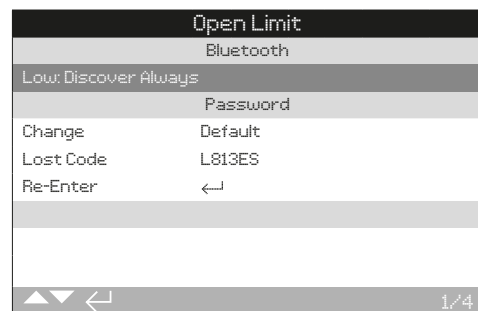 Open Limit
Bluetooth
Low: Discover Always
Password
Change Default
Lost Code L813ES
Re-Enter ↵
▲▼ ↵ 1/4